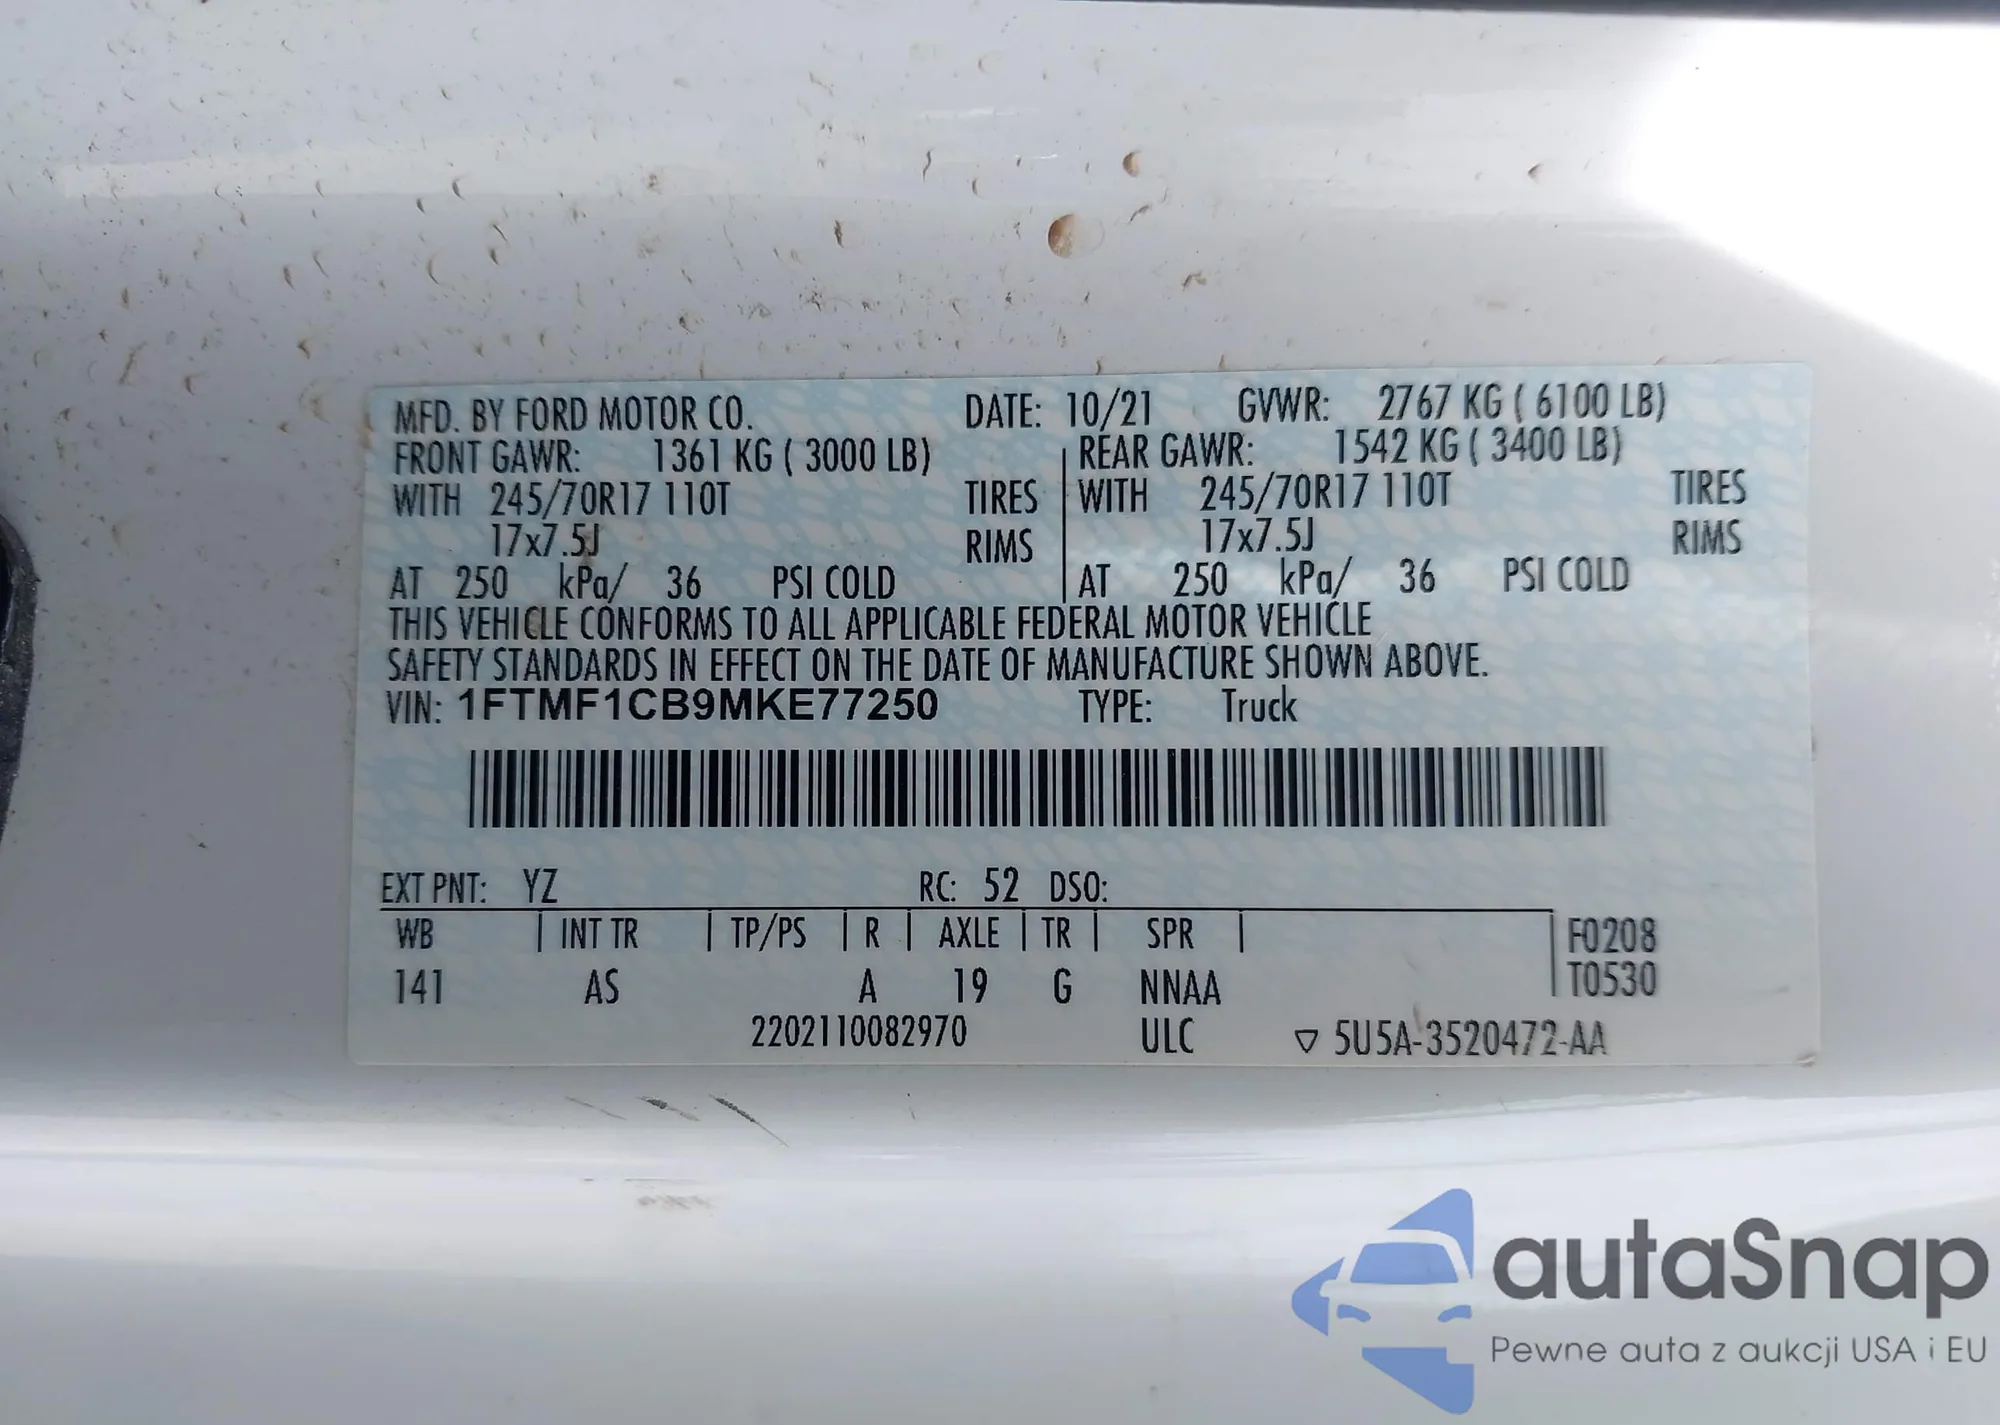 MFD. BY FORD MOTOR CO. DATE: 10/21 GVWR: 2767 KG ( 6100 LB)
FRONT GAWR: 1361 KG ( 3000 LB) REAR GAWR: 1542 KG ( 3400 LB)
WITH 245/70R17 110T TIRES WITH 245/70R17 110T TIRES
17x7.5J RIMS 17x7.5J RIMS
AT 250 kPa/ 36 PSI COLD AT 250 kPa/ 36 PSI COLD
THIS VEHICLE CONFORMS TO ALL APPLICABLE FEDERAL MOTOR VEHICLE
SAFETY STANDARDS IN EFFECT ON THE DATE OF MANUFACTURE SHOWN ABOVE.
VIN: 1FTMF1CB9MKE77250 TYPE: Truck
EXT PNT: YZ RC: 52 DSO:
WB | INT TR | TP/PS | R | AXLE | TR | SPR | F0208
141 AS A 19 G NNAA T0530
2202110082970 ULC ▽ 5U5A-3520472-AA
autaSnap
Pewne auta z aukcji USA i EU